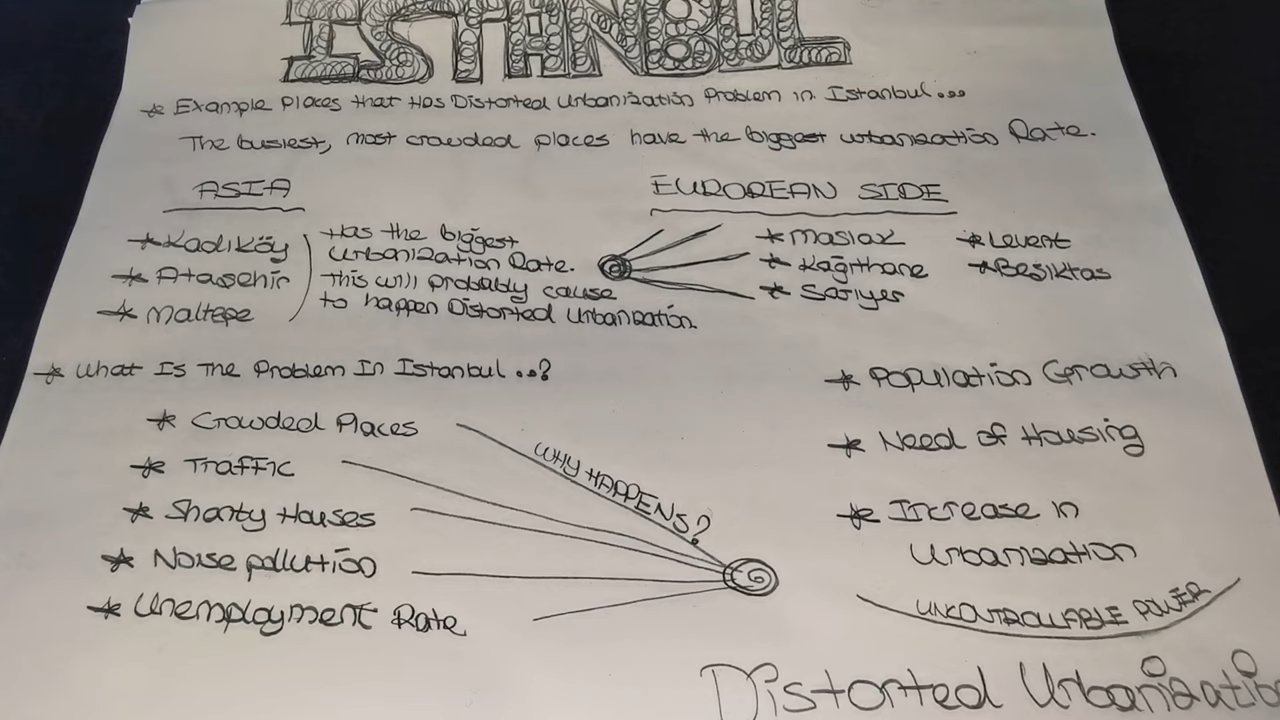 ISTANBUL
* Example Places that Has Distorted Urbanization Problem in Istanbul...
The busiest, most crowded places have the biggest urbanization Rate.
ASIA
* Kadıköy
* Ataşehir
* Maltepe
Has the biggest
Urbanization Rate.
This will probably cause
to happen Distorted Urbanization.
EUROPEAN SIDE
* Maslak
* Kağıthane
* Sarıyer
* Levent
* Beşiktas
* What Is The Problem In Istanbul...?
* Crowded Places
* Traffic
* Shanty Houses
* Noise pollution
* Unemployment Rate
WHY HAPPENS?
* Population Growth
* Need of Housing
* Increase in
Urbanization
UNCONTROLLABLE POWER
Distorted Urbanizatio